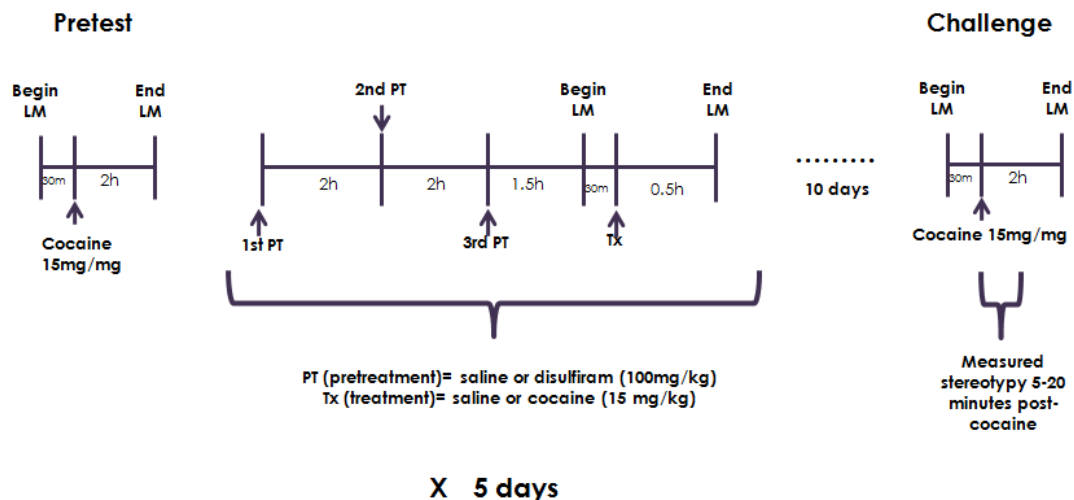 Pretest
Begin
LM
End
LM
30m
2h
Cocaine
15mg/mg
2nd PT
Begin
LM
End
LM
2h
2h
1.5h
30m
0.5h
1st PT
3rd PT
Tx
PT (pretreatment)= saline or disulfiram (100mg/kg)
Tx (treatment)= saline or cocaine (15 mg/kg)
X 5 days
.........
10 days
Challenge
Begin
LM
End
LM
30m
2h
Cocaine 15mg/mg
Measured
stereotypy 5-20
minutes post-
cocaine